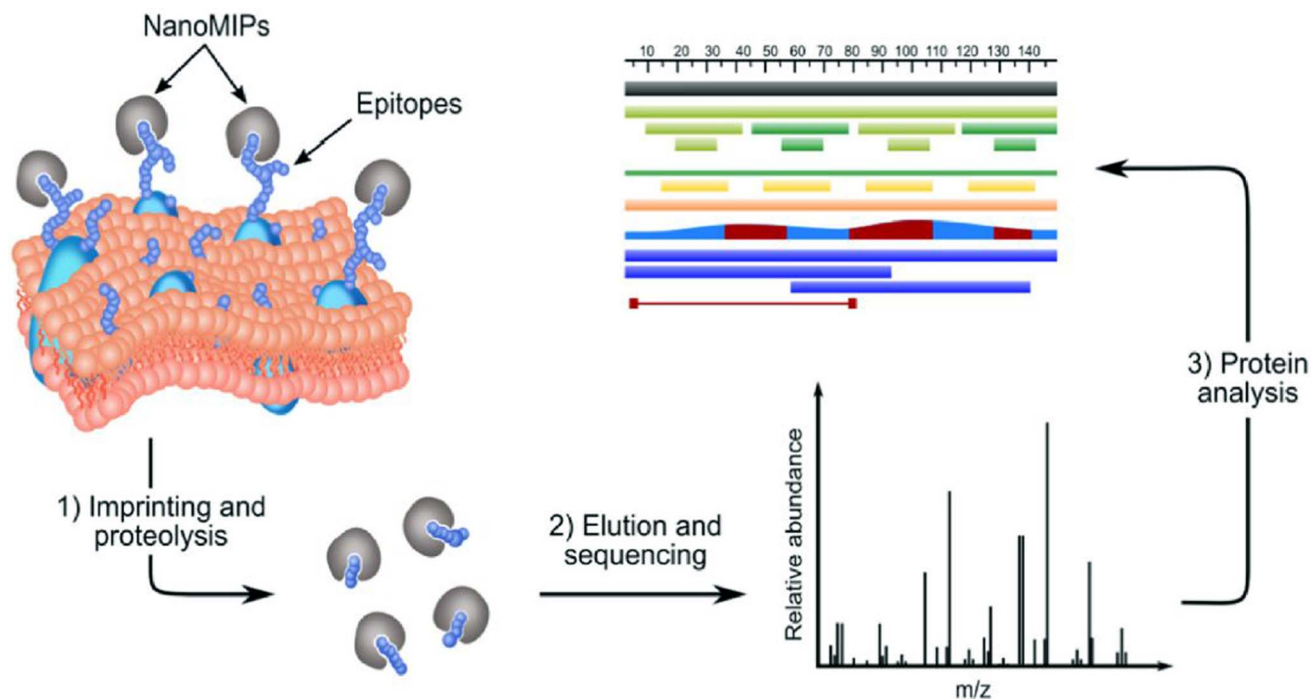 NanoMIPs
Epitopes
10 20 30 40 50 60 70 80 90 100 110 120 130 140
1) Imprinting and
proteolysis
2) Elution and
sequencing
Relative abundance
m/z
3) Protein
analysis